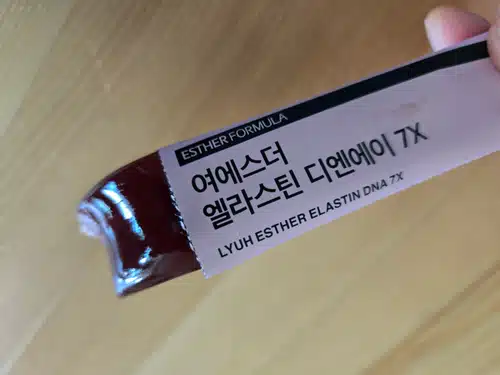 ESTHER FORMULA
여에스더
엘라스틴 디엔에이 7X
LYUH ESTHER ELASTIN DNA 7X